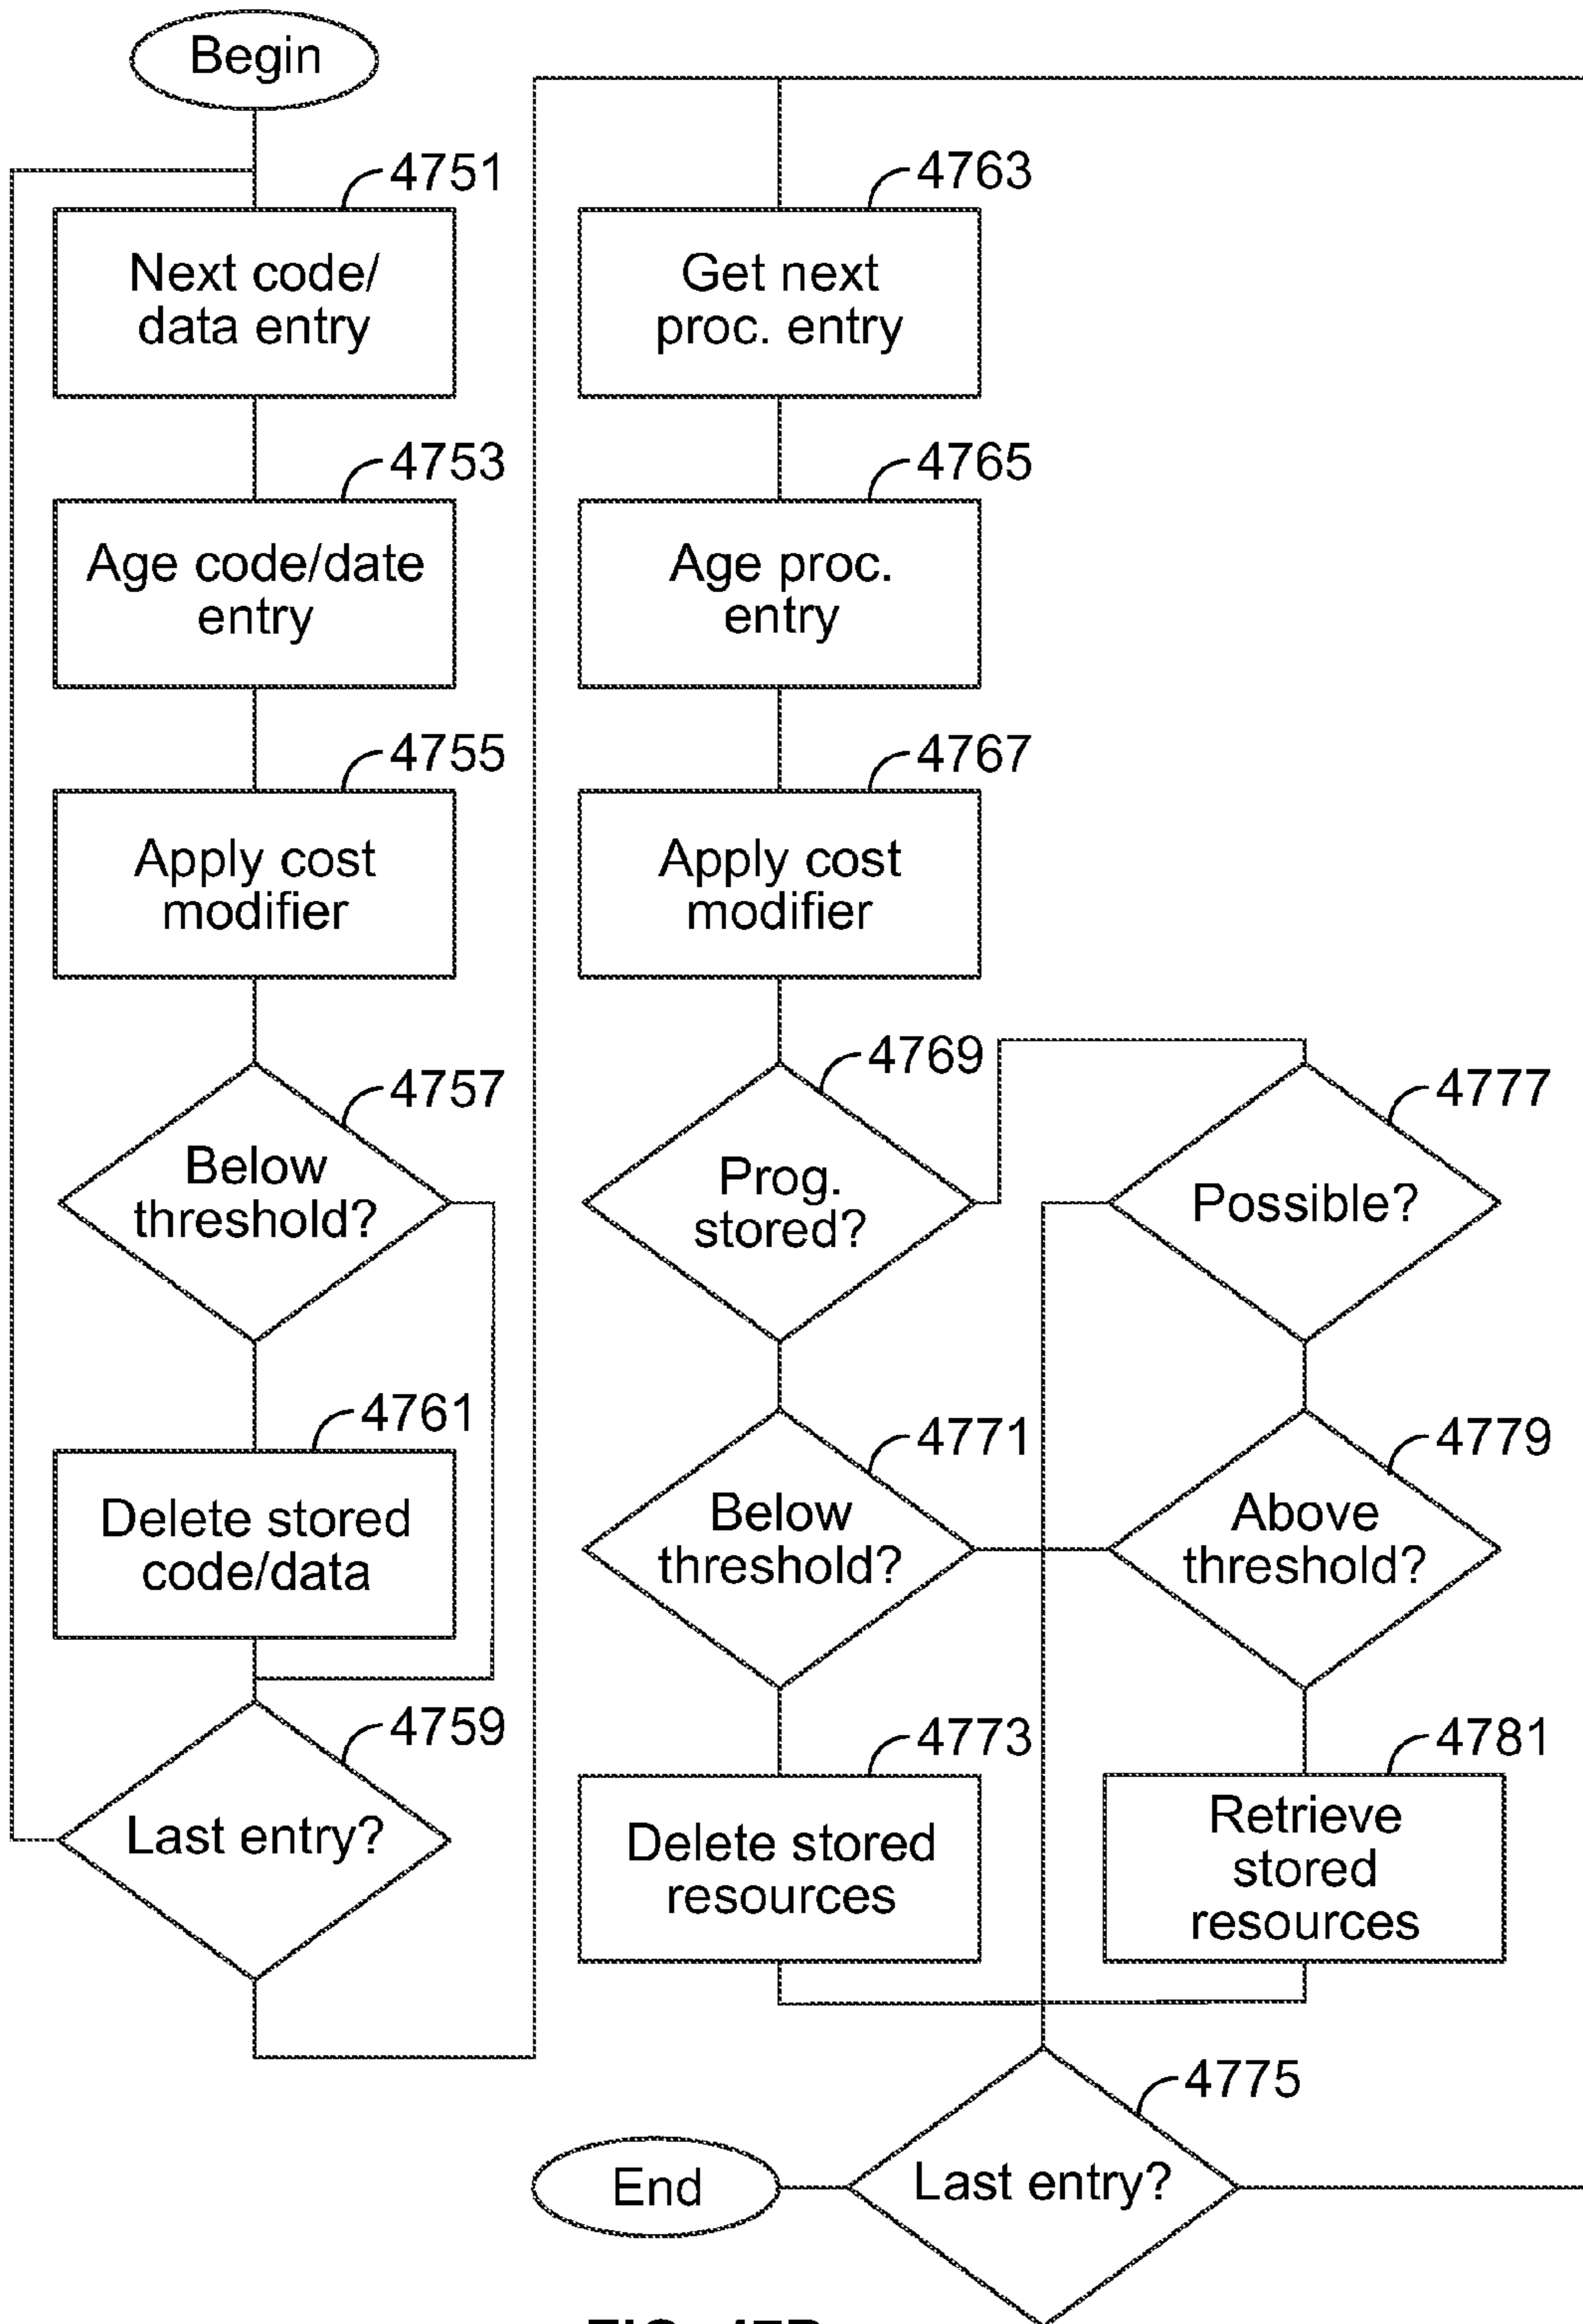 Begin
4751
Next code/
data entry
4753
Age code/date
entry
4755
Apply cost
modifier
4757
Below
threshold?
4761
Delete stored
code/data
4759
Last entry?
4763
Get next
proc. entry
4765
Age proc.
entry
4767
Apply cost
modifier
4769
Prog.
stored?
4771
Below
threshold?
4773
Delete stored
resources
4777
Possible?
4779
Above
threshold?
4781
Retrieve
stored
resources
4775
Last entry?
End